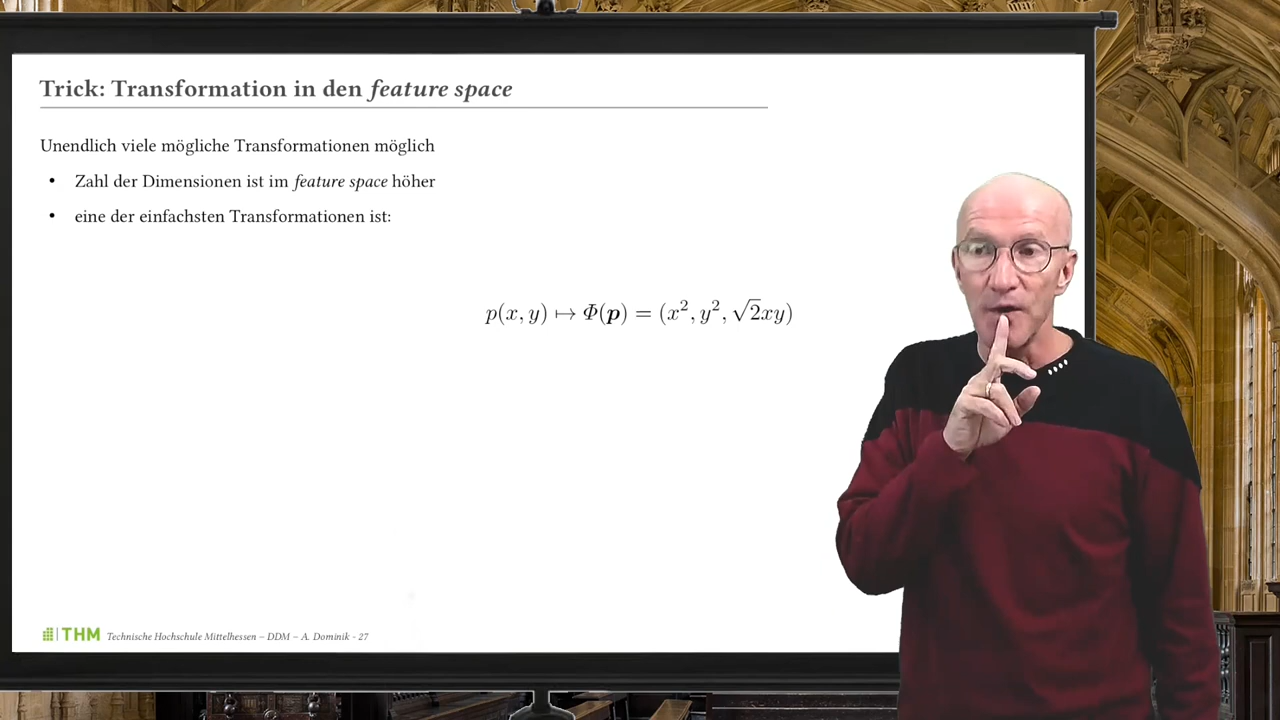 Trick: Transformation in den feature space
Unendlich viele mögliche Transformationen möglich
• Zahl der Dimensionen ist im feature space höher
• eine der einfachsten Transformationen ist:
p(x, y) ↦ Φ(p) = (x², y², √2xy)
THM Technische Hochschule Mittelhessen – DDM – A. Dominik - 27